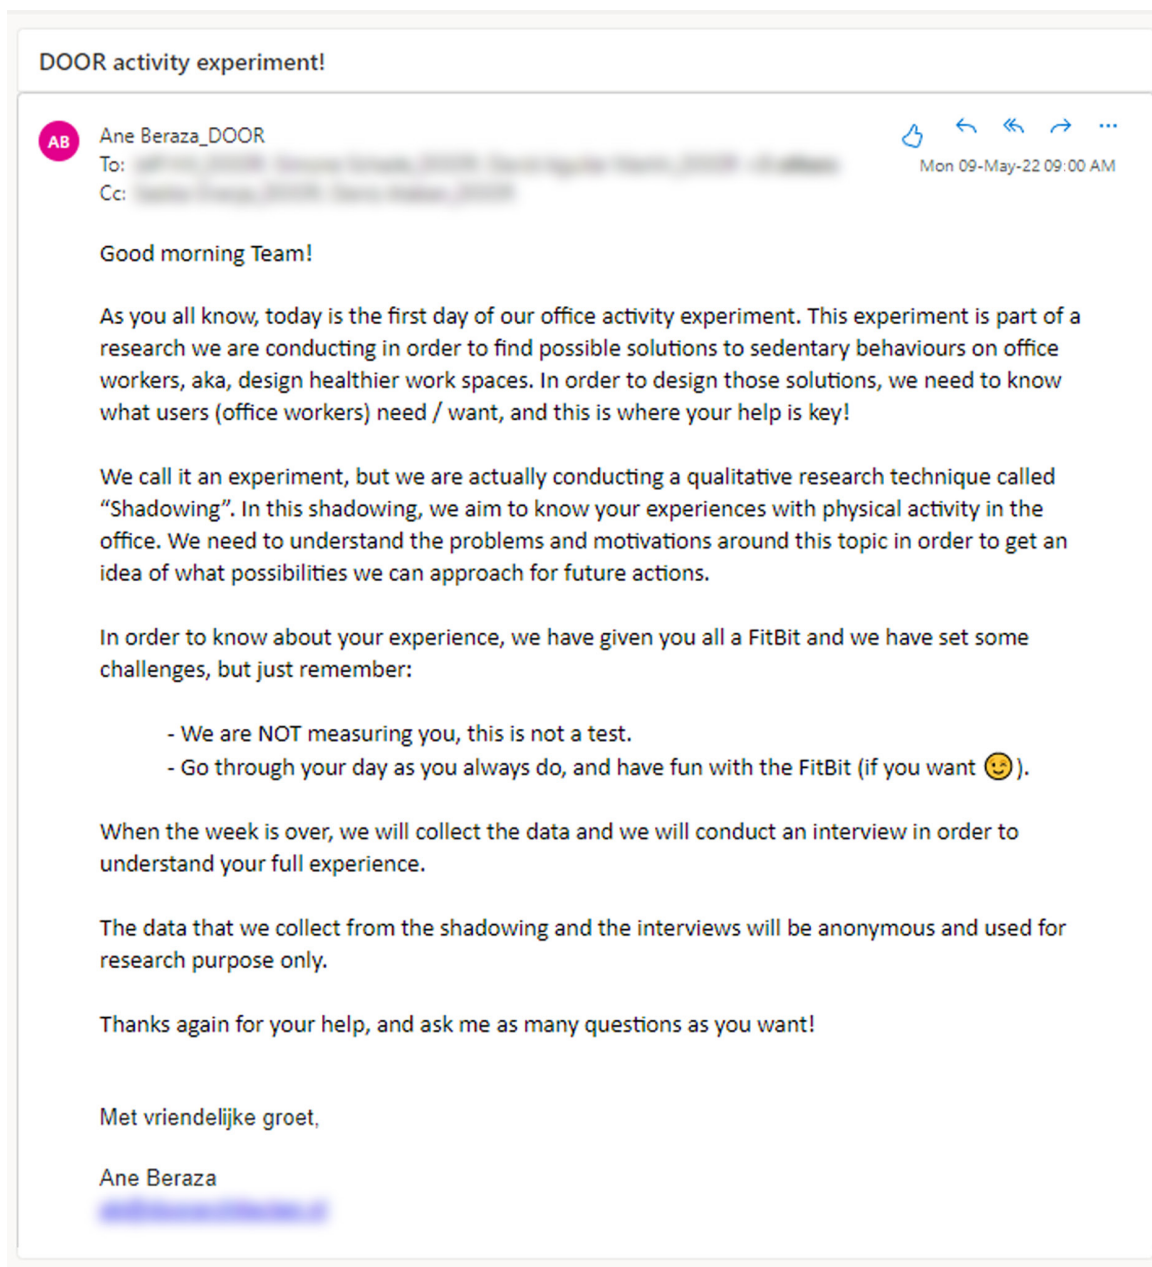 DOOR activity experiment!
AB
Ane Beraza_DOOR
To:
Mon 09-May-22 09:00 AM
Cc:
Good morning Team!
As you all know, today is the first day of our office activity experiment. This experiment is part of a
research we are conducting in order to find possible solutions to sedentary behaviours on office
workers, aka, design healthier work spaces. In order to design those solutions, we need to know
what users (office workers) need / want, and this is where your help is key!
We call it an experiment, but we are actually conducting a qualitative research technique called
“Shadowing”. In this shadowing, we aim to know your experiences with physical activity in the
office. We need to understand the problems and motivations around this topic in order to get an
idea of what possibilities we can approach for future actions.
In order to know about your experience, we have given you all a FitBit and we have set some
challenges, but just remember:
- We are NOT measuring you, this is not a test.
- Go through your day as you always do, and have fun with the FitBit (if you want 😉).
When the week is over, we will collect the data and we will conduct an interview in order to
understand your full experience.
The data that we collect from the shadowing and the interviews will be anonymous and used for
research purpose only.
Thanks again for your help, and ask me as many questions as you want!
Met vriendelijke groet,
Ane Beraza